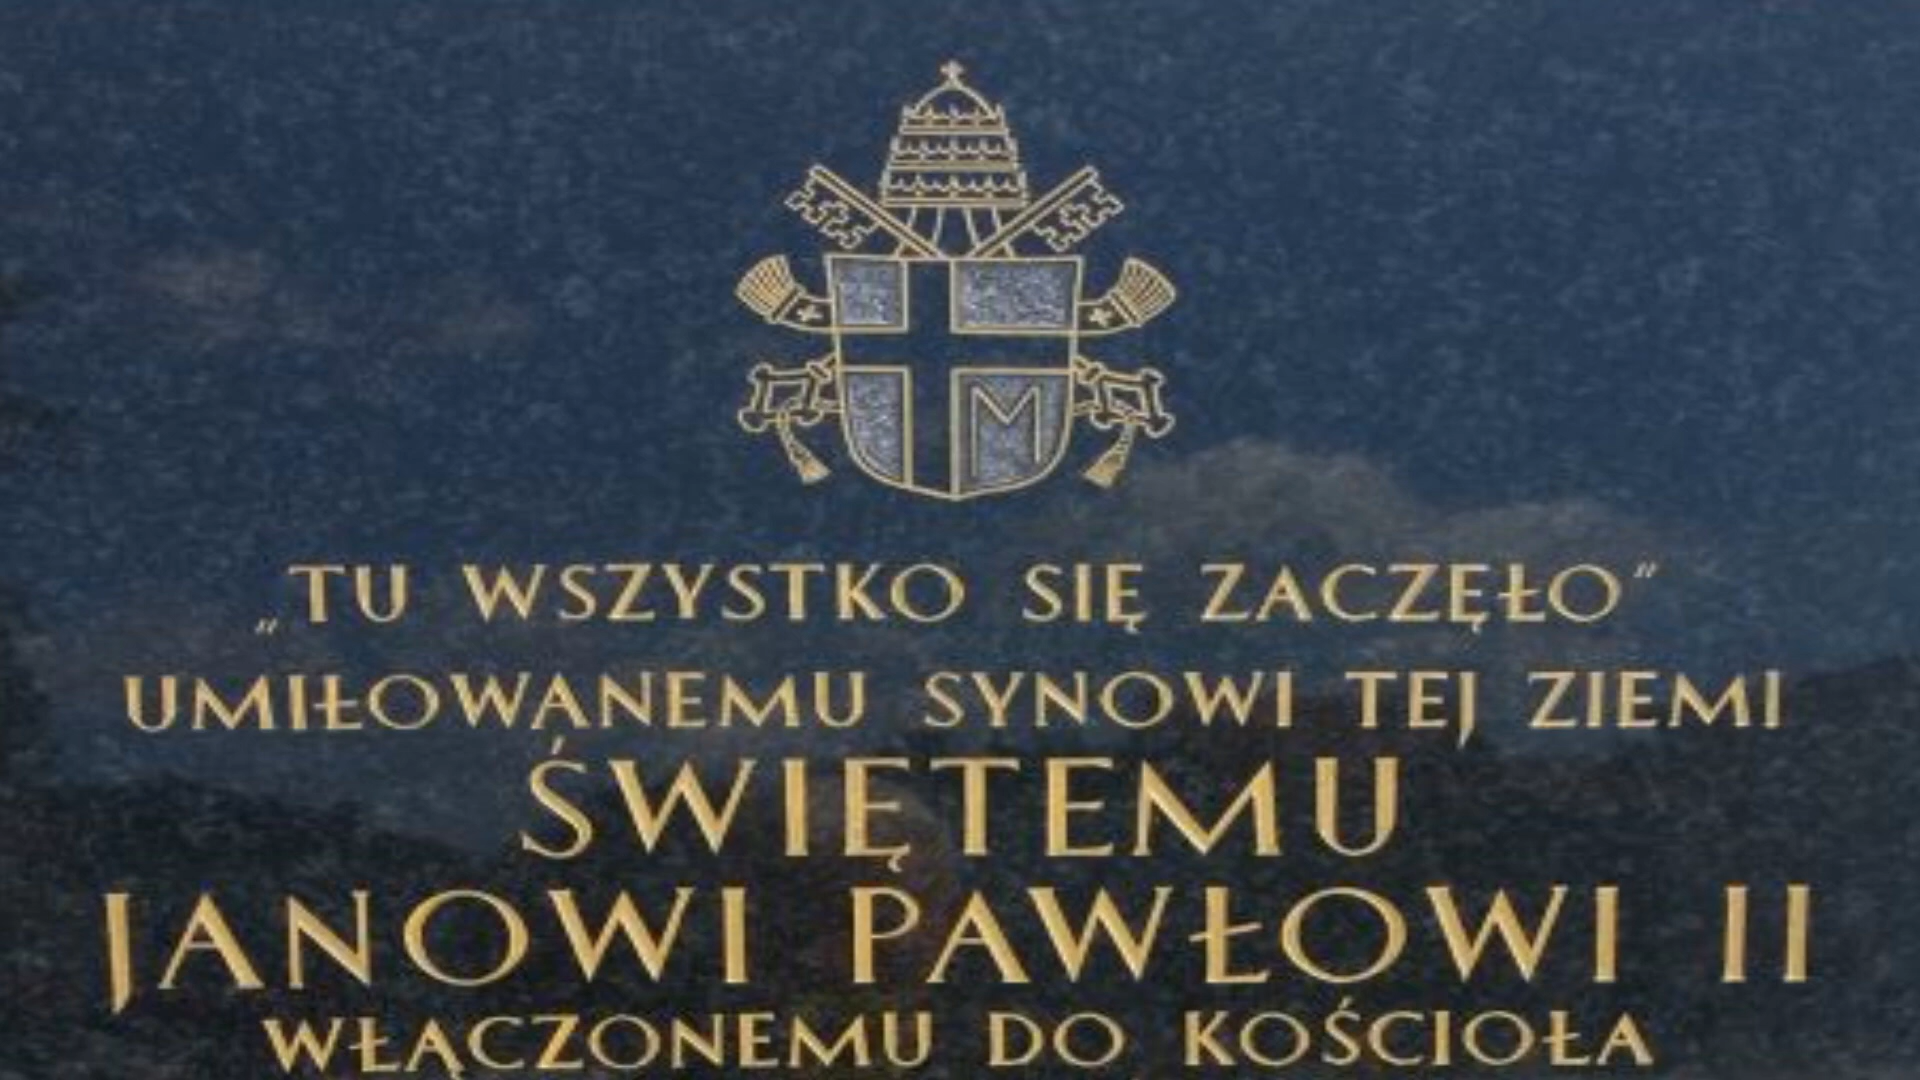 M
„TU WSZYSTKO SIĘ ZACZĘŁO"
UMIŁOWANEMU SYNOWI TEJ ZIEMI
ŚWIĘTEMU
JANOWI PAWŁOWI II
WŁĄCZONEMU DO KOŚCIOŁA